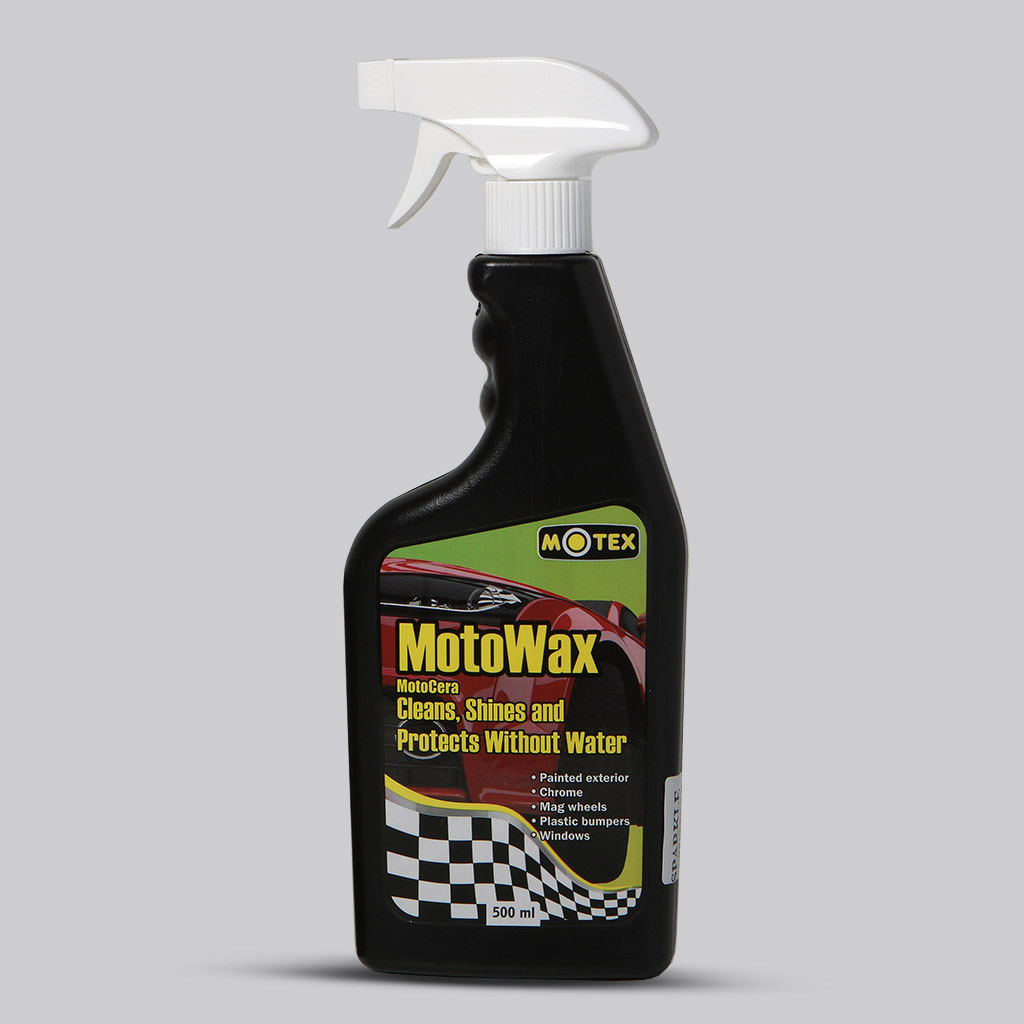 MOTEX
MotoWax
MotoCera
Cleans, Shines and
Protects Without Water
• Painted exterior
• Chrome
• Mag wheels
• Plastic bumpers
• Windows
500 ml
SPARKLE